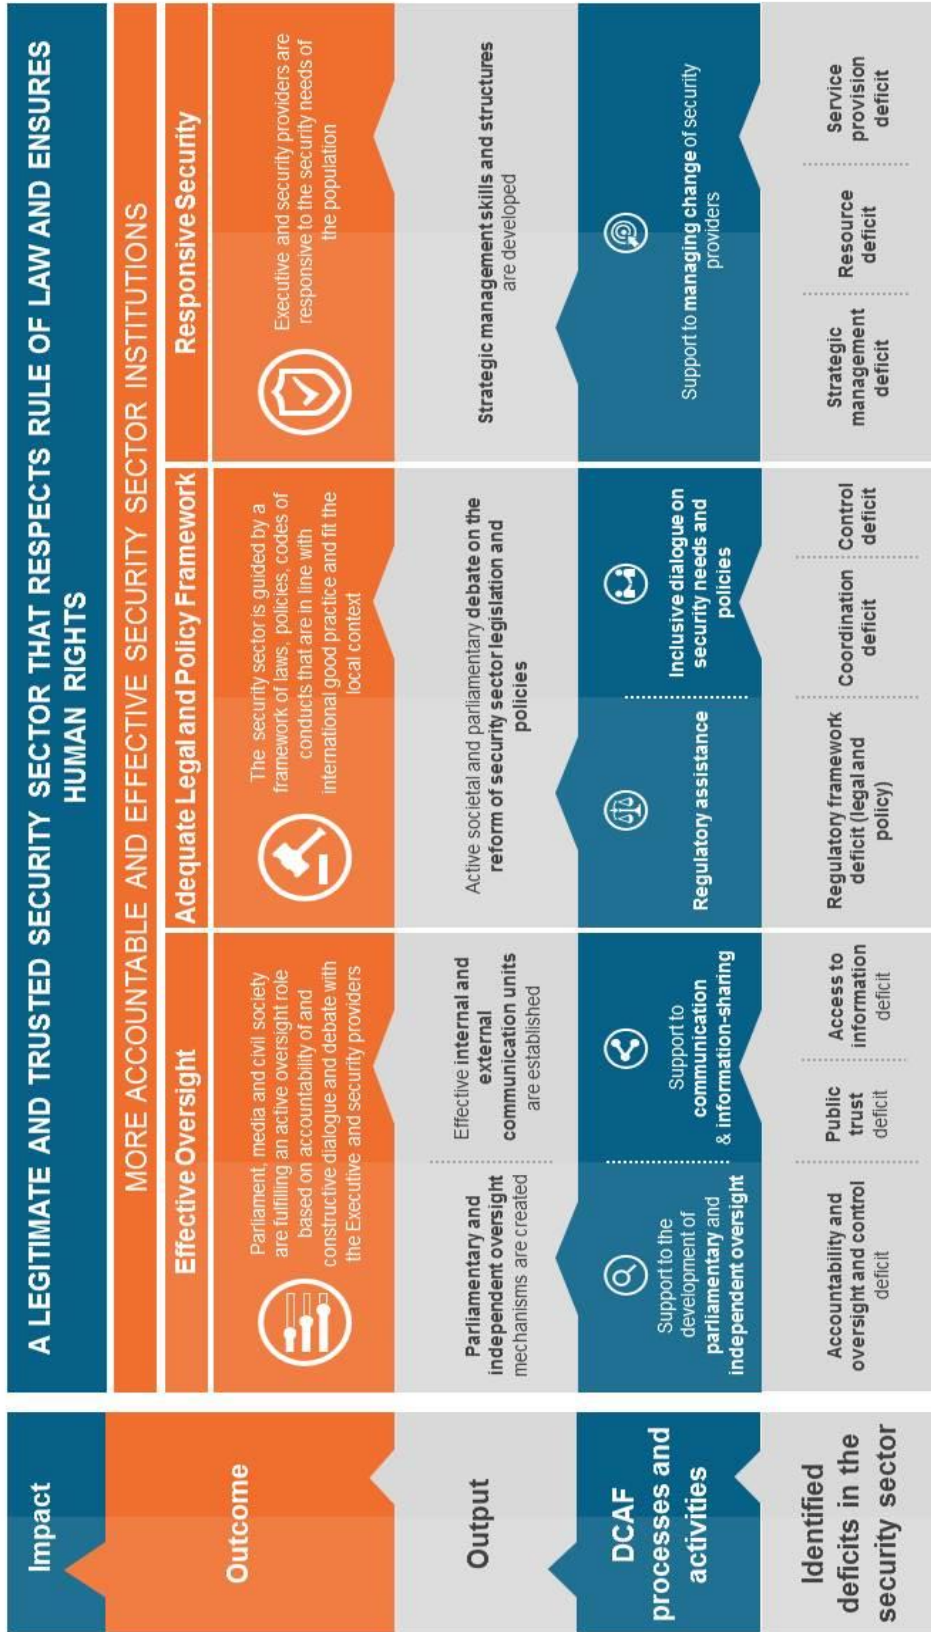 Impact
A LEGITIMATE AND TRUSTED SECURITY SECTOR THAT RESPECTS RULE OF LAW AND ENSURES
HUMAN RIGHTS
Outcome
MORE ACCOUNTABLE AND EFFECTIVE SECURITY SECTOR INSTITUTIONS
Effective Oversight
Adequate Legal and Policy Framework
Responsive Security
Parliament, media and civil society
are fulfilling an active oversight role
based on accountability of and
constructive dialogue and debate with
the Executive and security providers
The security sector is guided by a
framework of laws, policies, codes of
conducts that are in line with
international good practice and fit the
local context
Executive and security providers are
responsive to the security needs of
the population
Output
Parliamentary and
independent oversight
mechanisms are created
Effective internal and
external
communication units
are established
Active societal and parliamentary debate on the
reform of security sector legislation and
policies
Strategic management skills and structures
are developed
DCAF
processes and
activities
Support to the
development of
parliamentary and
independent oversight
Support to
communication
& information-sharing
Regulatory assistance
Inclusive dialogue on
security needs and
policies
Support to managing change of security
providers
Identified
deficits in the
security sector
Accountability and
oversight and control
deficit
Public
trust
deficit
Access to
information
deficit
Regulatory framework
deficit (legal and
policy)
Coordination
deficit
Control
deficit
Strategic
management
deficit
Resource
deficit
Service
provision
deficit